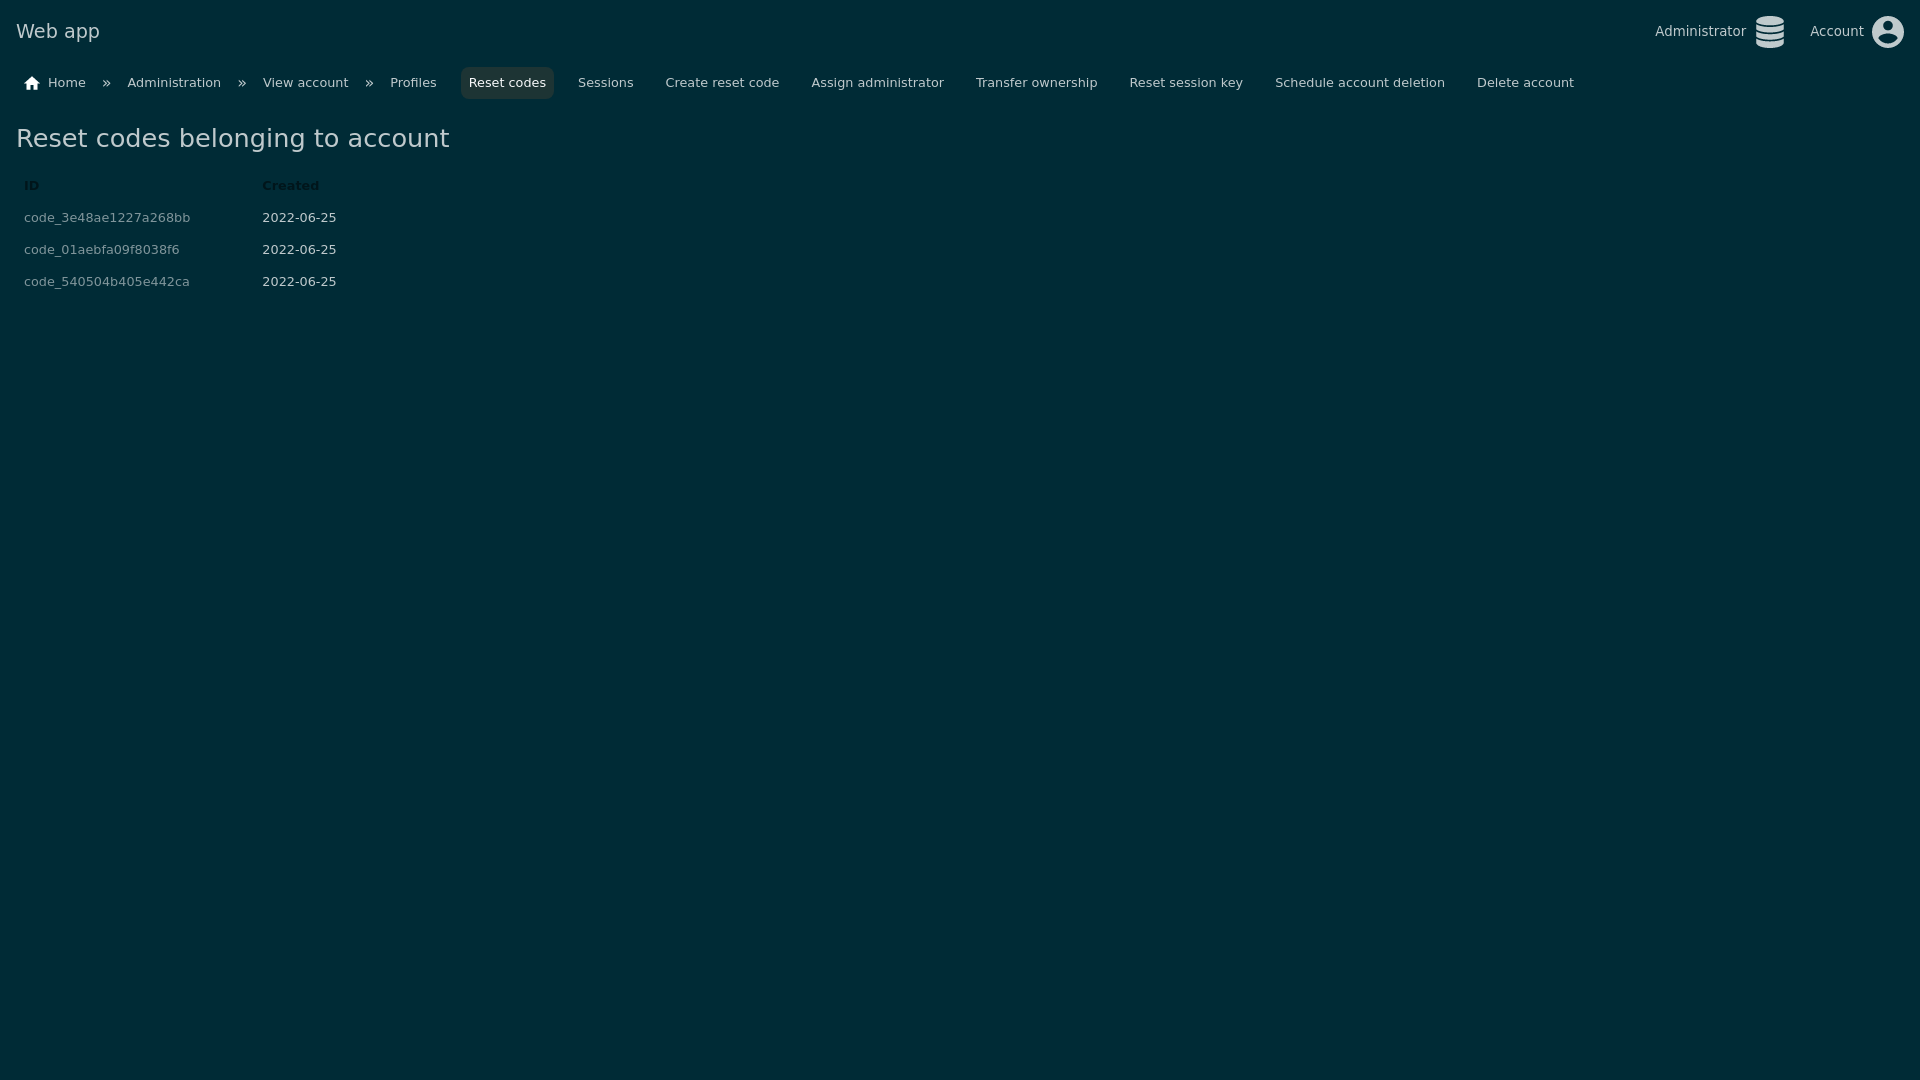 Web app
Administrator Account
Home » Administration » View account » Profiles Reset codes Sessions Create reset code Assign administrator Transfer ownership Reset session key Schedule account deletion Delete account
Reset codes belonging to account
ID Created
code_3e48ae1227a268bb 2022-06-25
code_01aebfa09f8038f6 2022-06-25
code_540504b405e442ca 2022-06-25